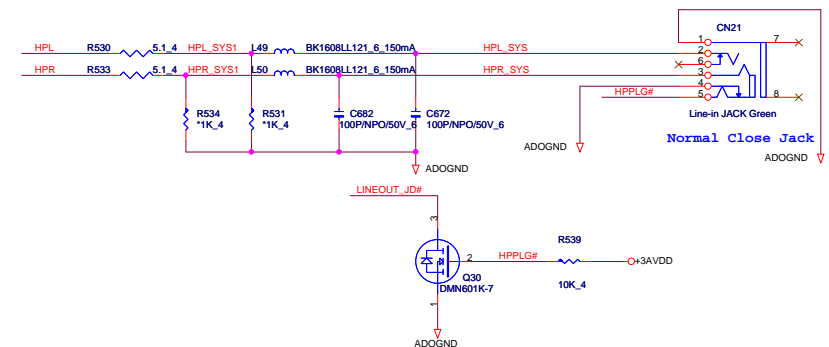 CN21
HPL R530 5.1_4 HPL_SYS1 L49 BK1608LL121_6_150mA HPL_SYS 1 7
2
6
HPR R533 5.1_4 HPR_SYS1 L50 BK1608LL121_6_150mA HPR_SYS 3
4
HPPLG# 5 8
R534 R531 C682 C672 Line-in JACK Green
*1K_4 *1K_4 100P/NPO/50V_6 100P/NPO/50V_6
Normal Close Jack
ADOGND ADOGND
ADOGND
LINEOUT_JD#
3
R539
2 HPPLG# +3AVDD
Q30
DMN601K-7 10K_4
1
ADOGND